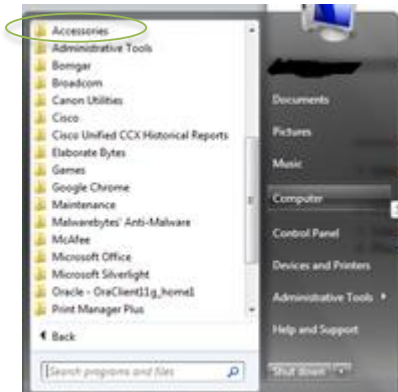 Accessories
Administrative Tools
Bomgar
Broadcom
Canon Utilities
Cisco
Cisco Unified CCX Historical Reports
Elaborate Bytes
Games
Google Chrome
Maintenance
Malwarebytes' Anti-Malware
McAfee
Microsoft Office
Microsoft Silverlight
Oracle - OraClient11g_home1
Print Manager Plus
Back
Search programs and files
Documents
Pictures
Music
Computer
Control Panel
Devices and Printers
Administrative Tools
Help and Support
Shut down